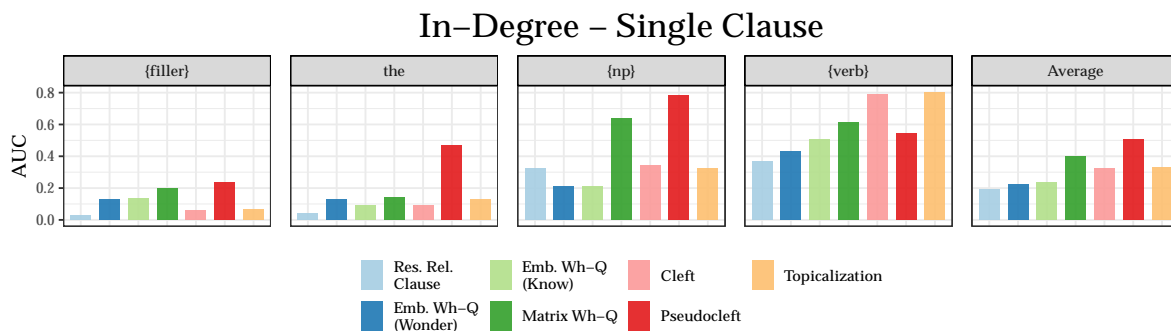 In–Degree – Single Clause
{filler} the {np} {verb} Average
AUC
0.8
0.6
0.4
0.2
0.0
Res. Rel. Clause
Emb. Wh–Q (Wonder)
Emb. Wh–Q (Know)
Matrix Wh–Q
Cleft
Pseudocleft
Topicalization